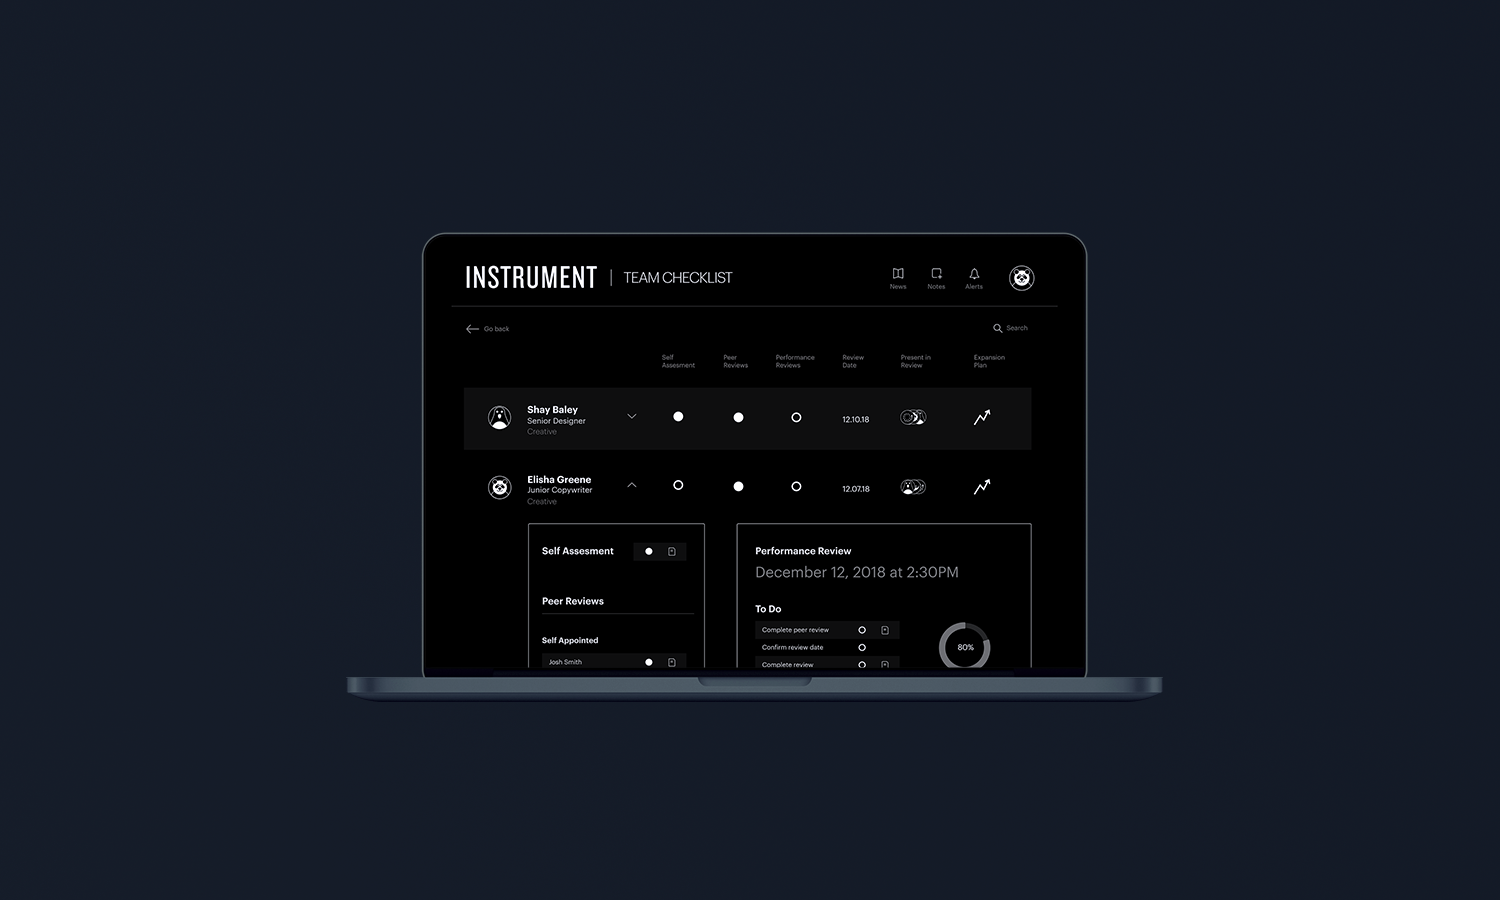 INSTRUMENT | TEAM CHECKLIST
News Notes Alerts
Go back
Search
Self Assesment
Peer Reviews
Performance Reviews
Review Date
Present in Review
Expansion Plan
Shay Baley
Senior Designer
Creative
12.10.18
Elisha Greene
Junior Copywriter
Creative
12.07.18
Self Assesment
Peer Reviews
Self Appointed
Josh Smith
Performance Review
December 12, 2018 at 2:30PM
To Do
Complete peer review
Confirm review date
Complete review
80%